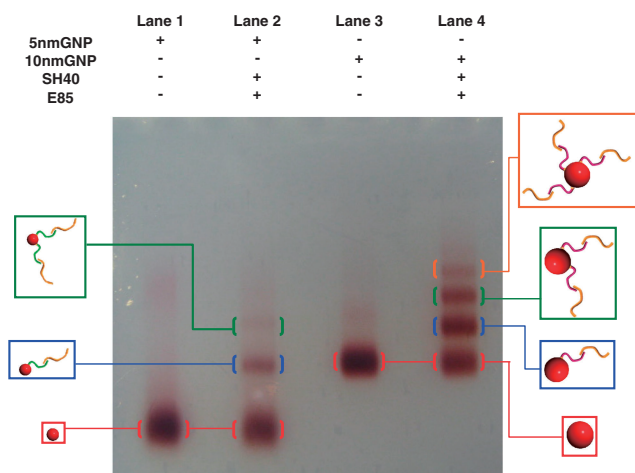 Lane 1 Lane 2 Lane 3 Lane 4
5nmGNP + + - -
10nmGNP - - + +
SH40 - + - +
E85 - + - +